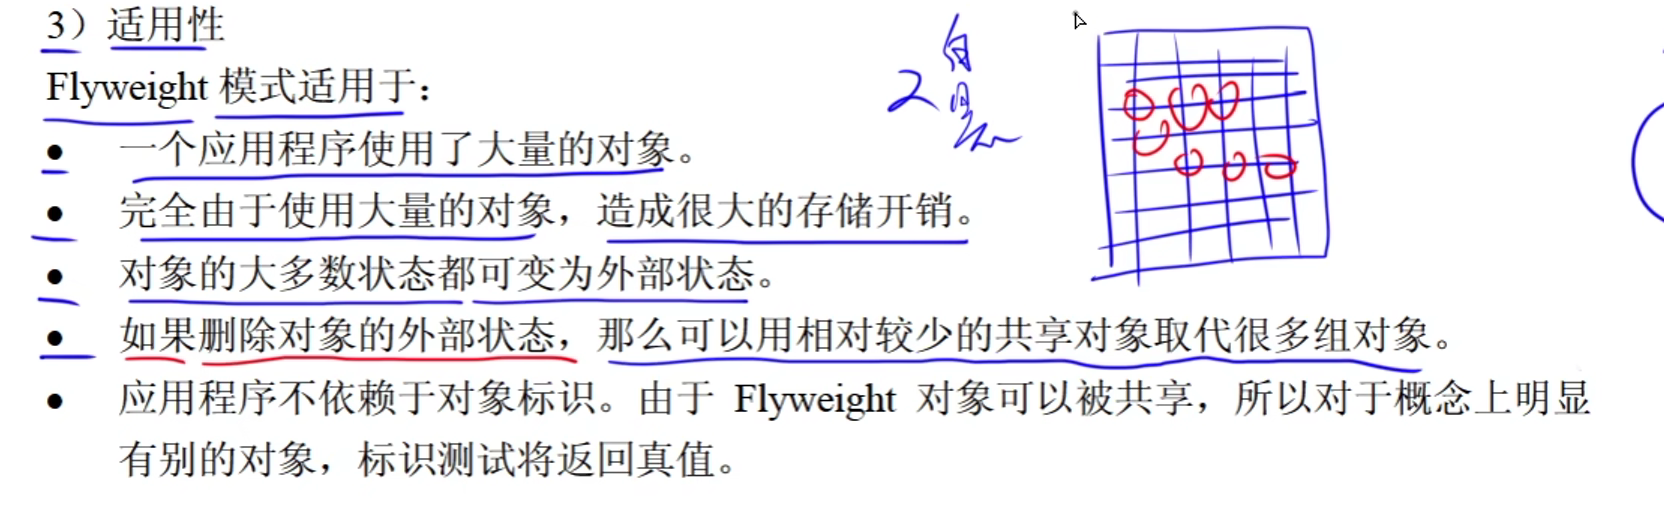 3）适用性
Flyweight 模式适用于：
● 一个应用程序使用了大量的对象。
● 完全由于使用大量的对象，造成很大的存储开销。
● 对象的大多数状态都可变为外部状态。
● 如果删除对象的外部状态，那么可以用相对较少的共享对象取代很多组对象。
● 应用程序不依赖于对象标识。由于 Flyweight 对象可以被共享，所以对于概念上明显
有别的对象，标识测试将返回真值。
2
白
黑